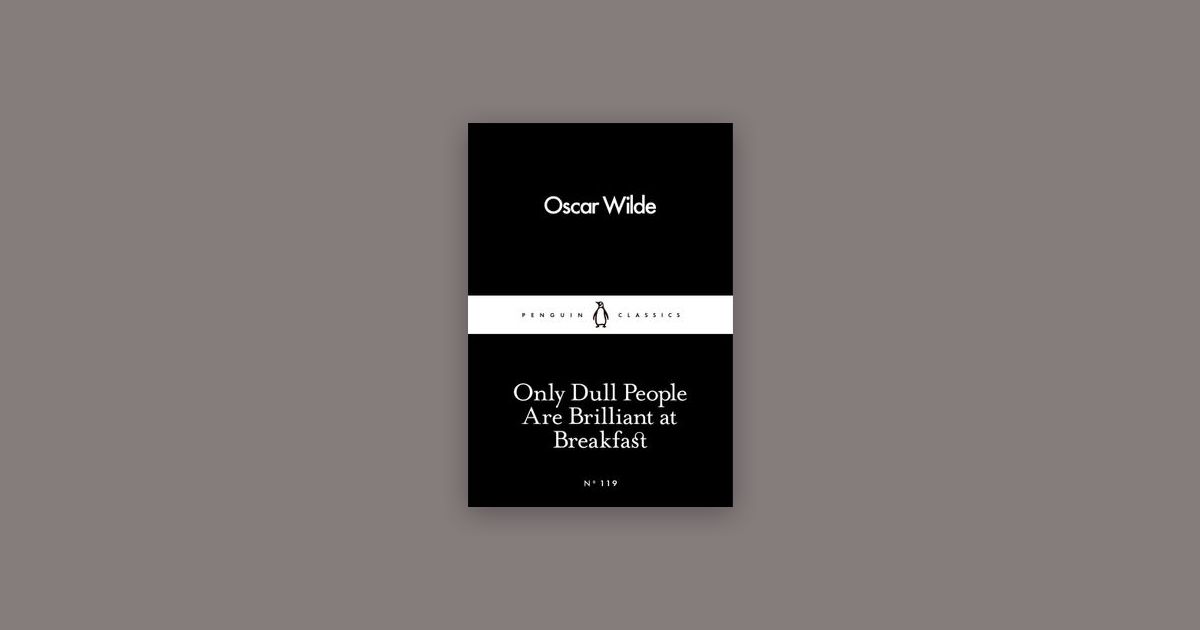 Oscar Wilde
PENGUIN CLASSICS
Only Dull People
Are Brilliant at
Breakfast
Nº 119